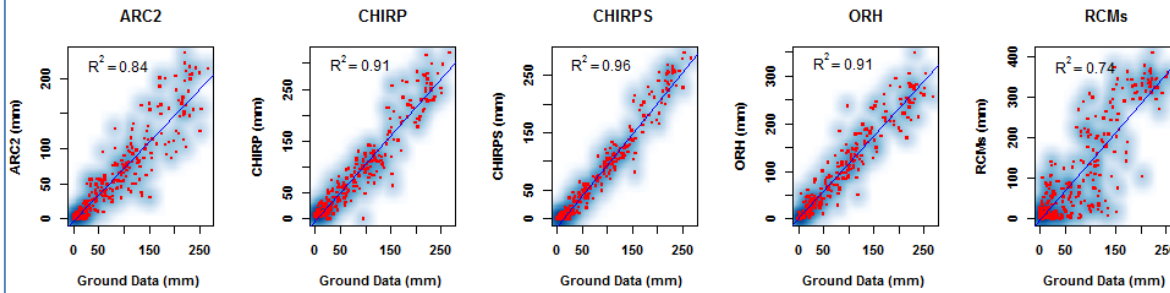 ARC2
ARC2 (mm)
200
100
50
0
R² = 0.84
0 50 150 250
Ground Data (mm)
CHIRP
CHIRP (mm)
250
150
50
0
R² = 0.91
0 50 150 250
Ground Data (mm)
CHIRPS
CHIRPS (mm)
250
150
50
0
R² = 0.96
0 50 150 250
Ground Data (mm)
ORH
ORH (mm)
300
200
100
0
R² = 0.91
0 50 150 250
Ground Data (mm)
RCMs
RCMs (mm)
400
300
200
100
0
R² = 0.74
0 50 150 250
Ground Data (mm)